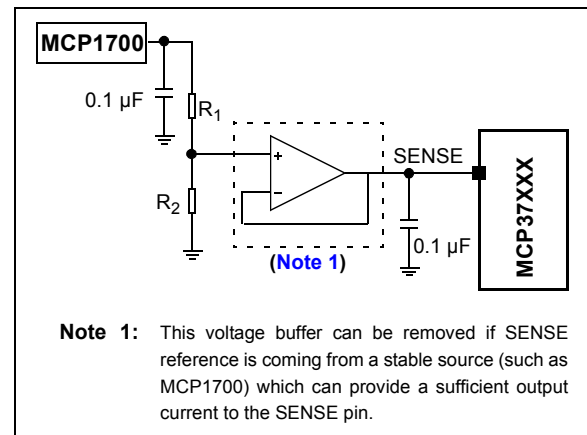 MCP1700
0.1 µF
R1
R2
+
–
SENSE
0.1 µF
MCP37XXX
(Note 1)
Note 1: This voltage buffer can be removed if SENSE
reference is coming from a stable source (such as
MCP1700) which can provide a sufficient output
current to the SENSE pin.